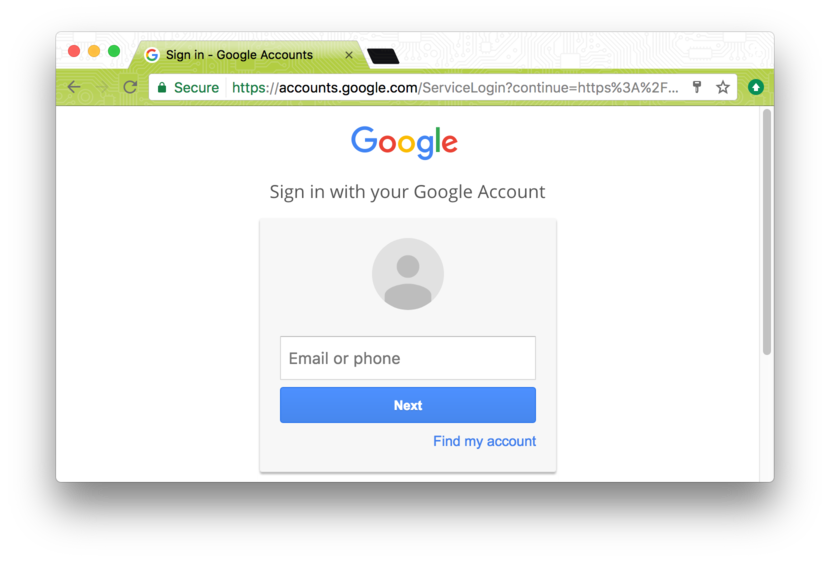 Sign in - Google Accounts
Secure https://accounts.google.com/ServiceLogin?continue=https%3A%2F...
Google
Sign in with your Google Account
Email or phone
Next
Find my account